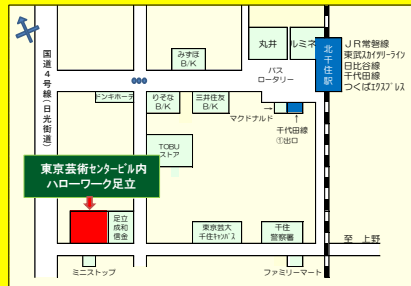 国道４号線(日光街道)
みずほ
B/K
丸井
ルミネ
バス
ロータリー
北千住駅
ＪＲ常磐線
東武スカイツリーライン
日比谷線
千代田線
つくばエクスプレス
ドンキホーテ
りそな
B/K
三井住友
B/K
マクドナルド
千代田線
①出口
TOBU
ストア
東京芸術センタービル内
ハローワーク足立
足立
成和
信金
東京芸大
千住キャンパス
千住
警察署
至 上野
ミニストップ
ファミリーマート